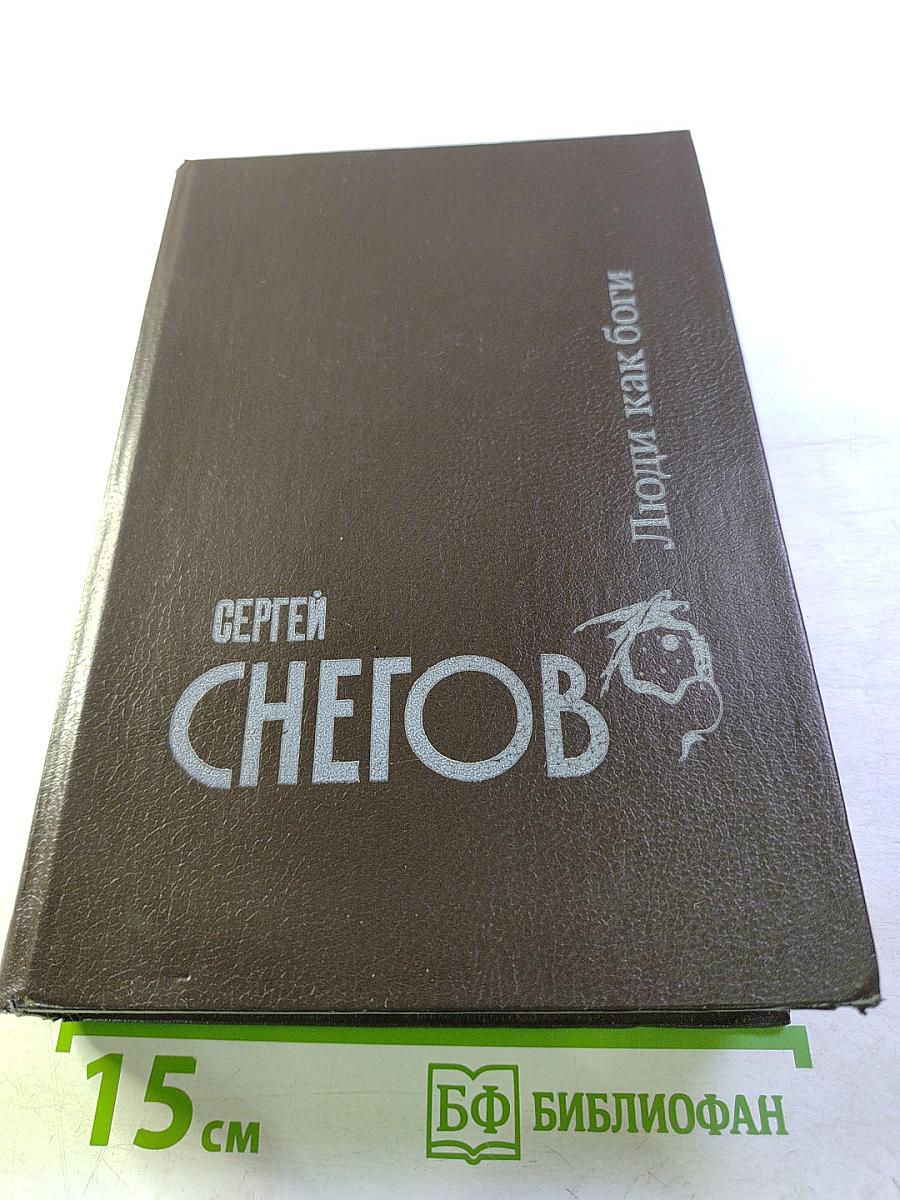 Люди как боги
СЕРГЕЙ
СНЕГОВ
15 см
БФ БИБЛИОФАН